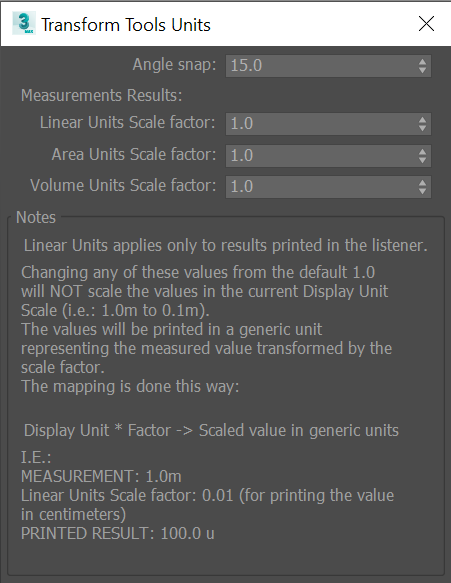 3
MAX
Transform Tools Units
Angle snap: 15.0
Measurements Results:
Linear Units Scale factor: 1.0
Area Units Scale factor: 1.0
Volume Units Scale factor: 1.0
Notes
Linear Units applies only to results printed in the listener.
Changing any of these values from the default 1.0
will NOT scale the values in the current Display Unit
Scale (i.e.: 1.0m to 0.1m).
The values will be printed in a generic unit
representing the measured value transformed by the
scale factor.
The mapping is done this way:
Display Unit * Factor -> Scaled value in generic units
I.E.:
MEASUREMENT: 1.0m
Linear Units Scale factor: 0.01 (for printing the value
in centimeters)
PRINTED RESULT: 100.0 u